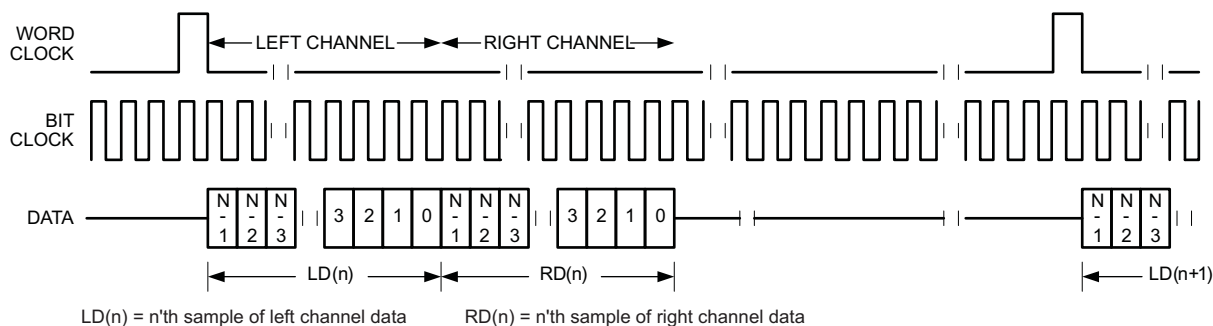 WORD
CLOCK
LEFT CHANNEL
RIGHT CHANNEL
BIT
CLOCK
DATA
N
-
1
N
-
2
N
-
3
3
2
1
0
N
-
1
N
-
2
N
-
3
3
2
1
0
N
-
1
N
-
2
N
-
3
LD(n)
RD(n)
LD(n+1)
LD(n) = n'th sample of left channel data
RD(n) = n'th sample of right channel data